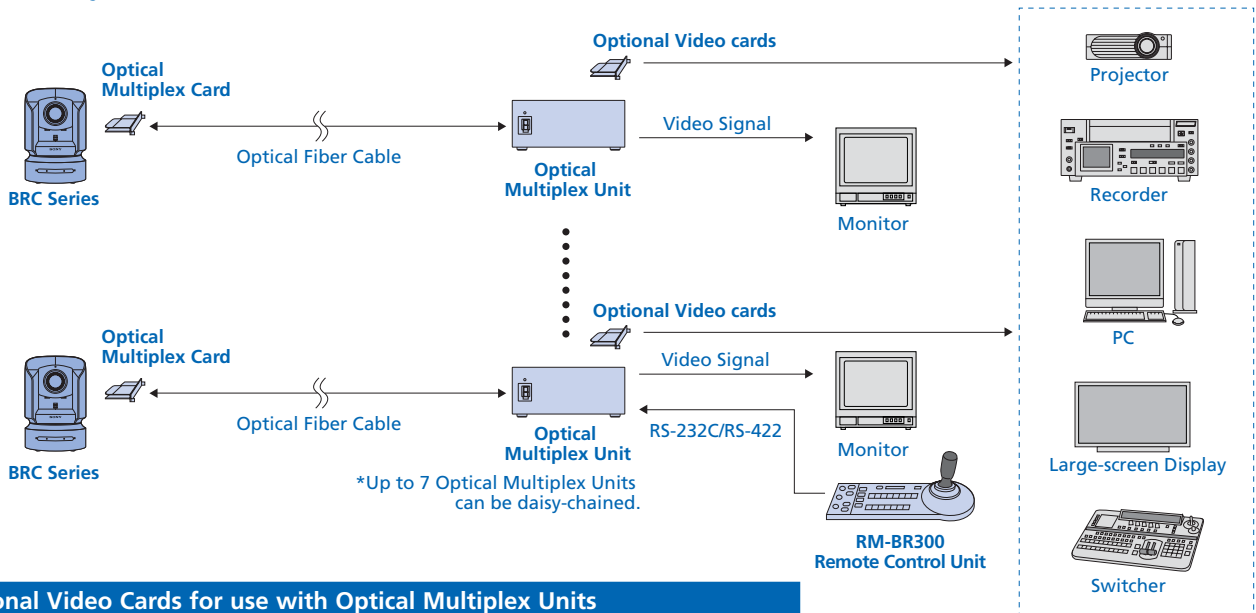 Optional Video cards
Optical
Multiplex Card
Projector
Optical Fiber Cable
Video Signal
Optical
Multiplex Unit
BRC Series
Recorder
Monitor
Optional Video cards
Optical
Multiplex Card
PC
Video Signal
Optical Fiber Cable
RS-232C/RS-422
Optical
Multiplex Unit
Monitor
BRC Series
Large-screen Display
*Up to 7 Optical Multiplex Units
can be daisy-chained.
RM-BR300
Remote Control Unit
Switcher
onal Video Cards for use with Optical Multiplex Units